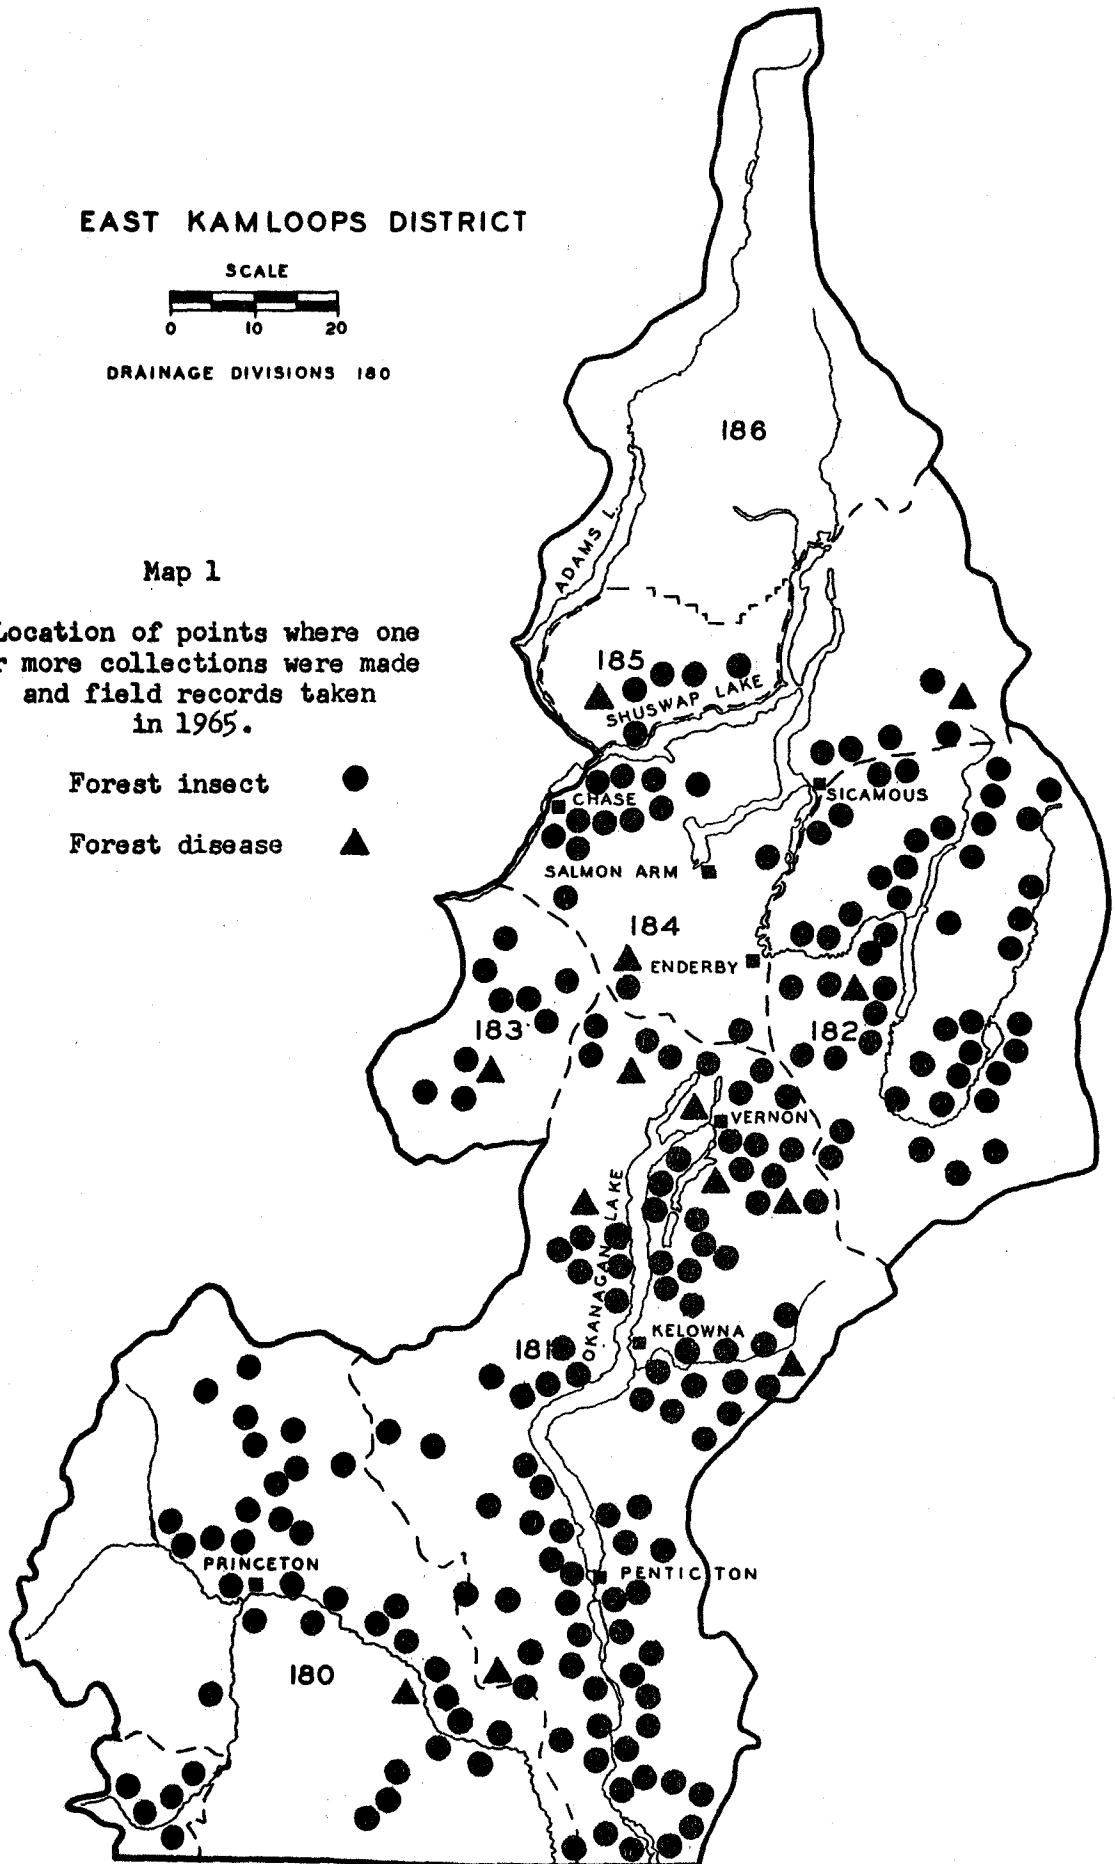 EAST KAMLOOPS DISTRICT
SCALE
0 10 20
DRAINAGE DIVISIONS 180
186
ADAMS L.
Map 1
Location of points where one
r more collections were made
and field records taken
in 1965.
185
SHUSWAP LAKE
Forest insect
CHASE
SICAMOUS
Forest disease
SALMON ARM
184
ENDERBY
183
182
VERNON
OKANAGAN LAKE
KELOWNA
181
PRINCETON
PENTICTON
180